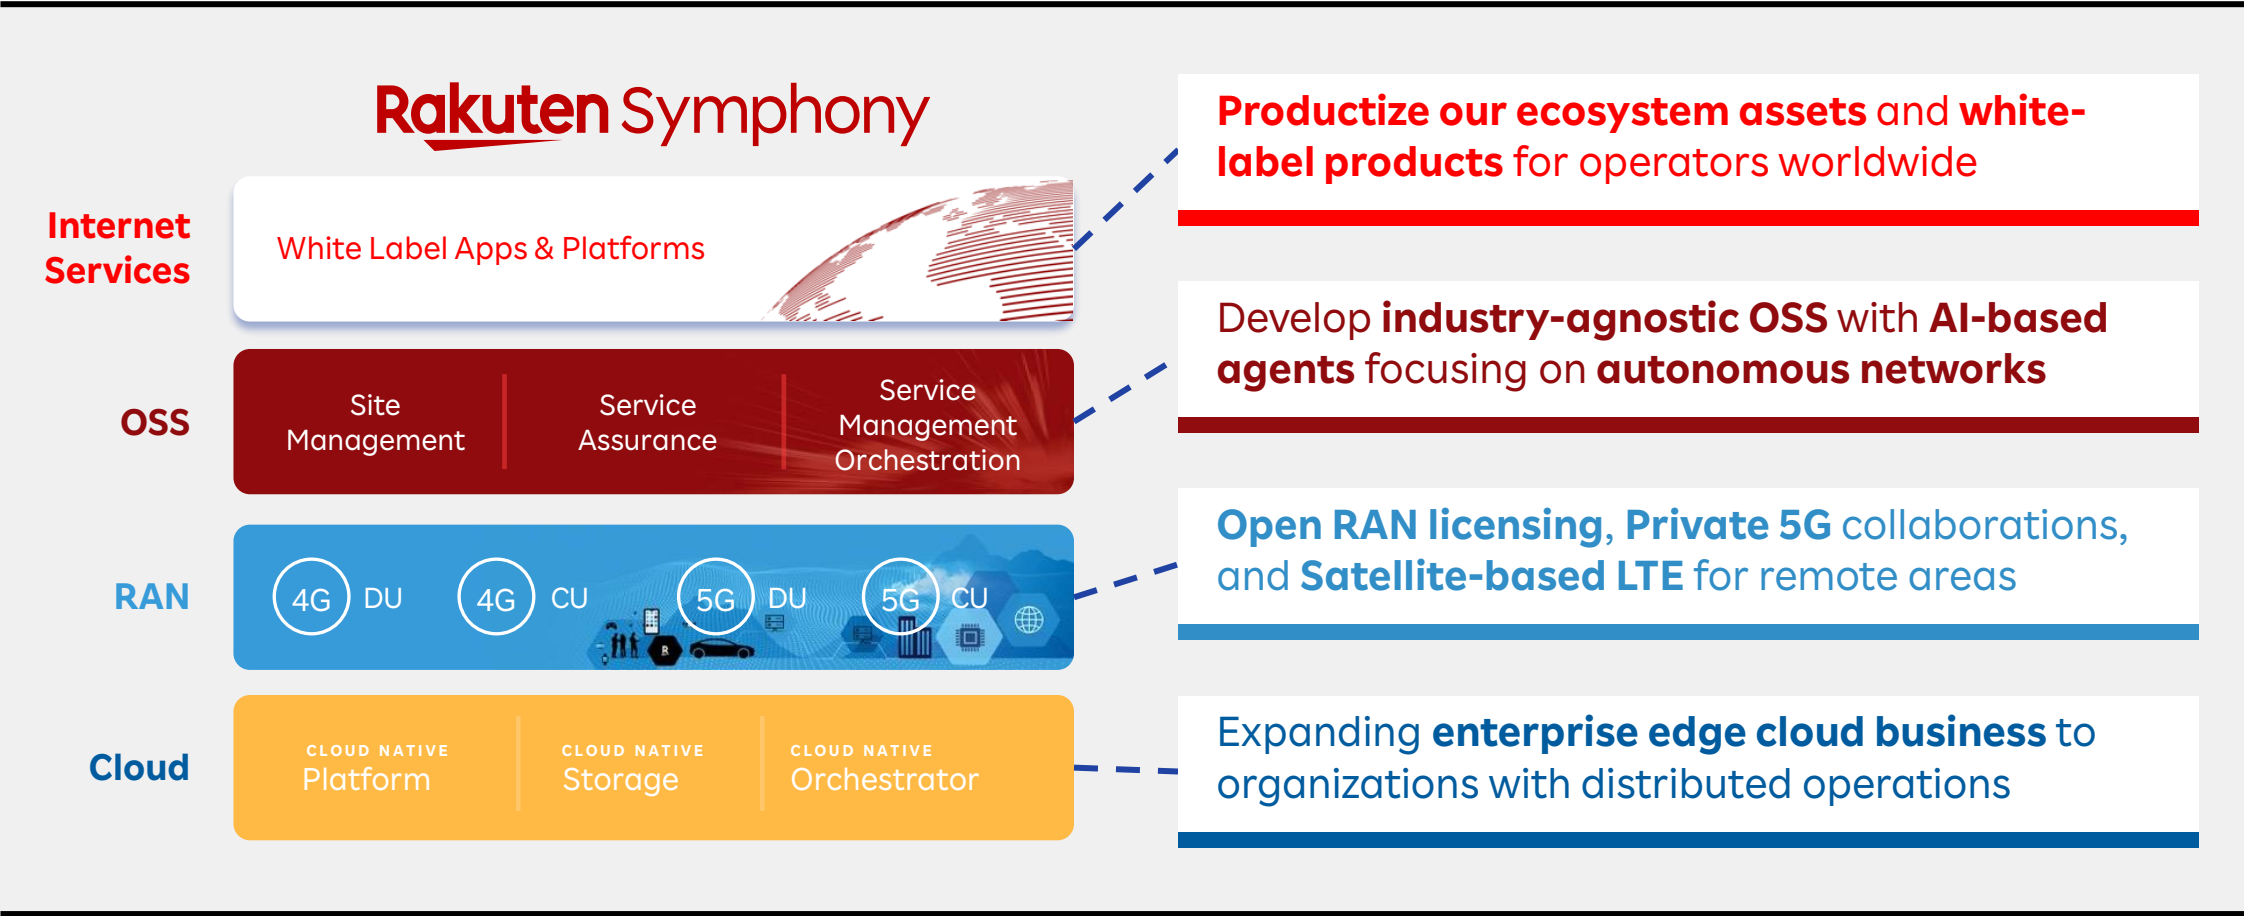 Rakuten Symphony
Internet
Services
White Label Apps & Platforms
Productize our ecosystem assets and white-
label products for operators worldwide
OSS
Site
Management
Service
Assurance
Service
Management
Orchestration
Develop industry-agnostic OSS with AI-based
agents focusing on autonomous networks
RAN
4G DU
4G CU
5G DU
5G CU
R
Open RAN licensing, Private 5G collaborations,
and Satellite-based LTE for remote areas
Cloud
CLOUD NATIVE
Platform
CLOUD NATIVE
Storage
CLOUD NATIVE
Orchestrator
Expanding enterprise edge cloud business to
organizations with distributed operations